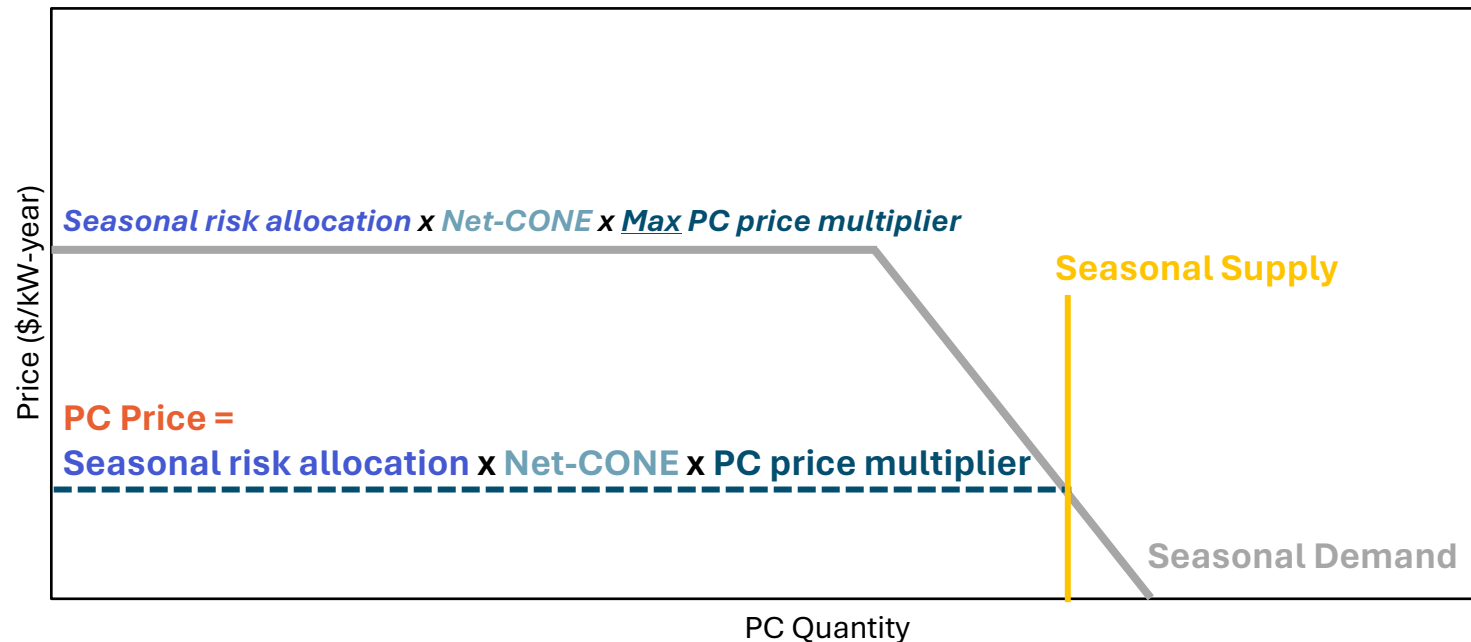 Seasonal risk allocation x Net-CONE x Max PC price multiplier
Seasonal Supply
Price ($/kW-year)
PC Price =
Seasonal risk allocation x Net-CONE x PC price multiplier
Seasonal Demand
PC Quantity